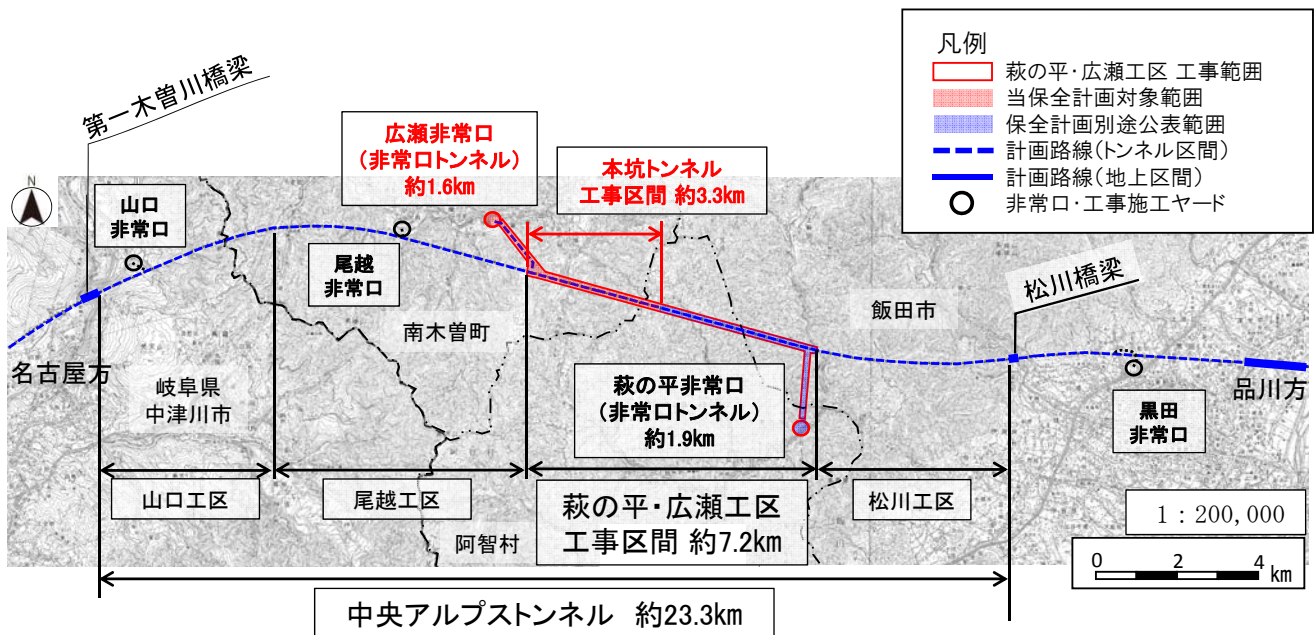 凡例
萩の平・広瀬工区 工事範囲
当保全計画対象範囲
保全計画別途公表範囲
計画路線(トンネル区間)
計画路線(地上区間)
非常口・工事施工ヤード
第一木曽川橋梁
N
山口
非常口
広瀬非常口
(非常口トンネル)
約1.6km
本坑トンネル
工事区間 約3.3km
尾越
非常口
南木曽町
飯田市
松川橋梁
名古屋方
岐阜県
中津川市
萩の平非常口
(非常口トンネル)
約1.9km
黒田
非常口
品川方
山口工区
尾越工区
萩の平・広瀬工区
工事区間 約7.2km
松川工区
阿智村
1：200,000
0 2 4 km
中央アルプストンネル 約23.3km